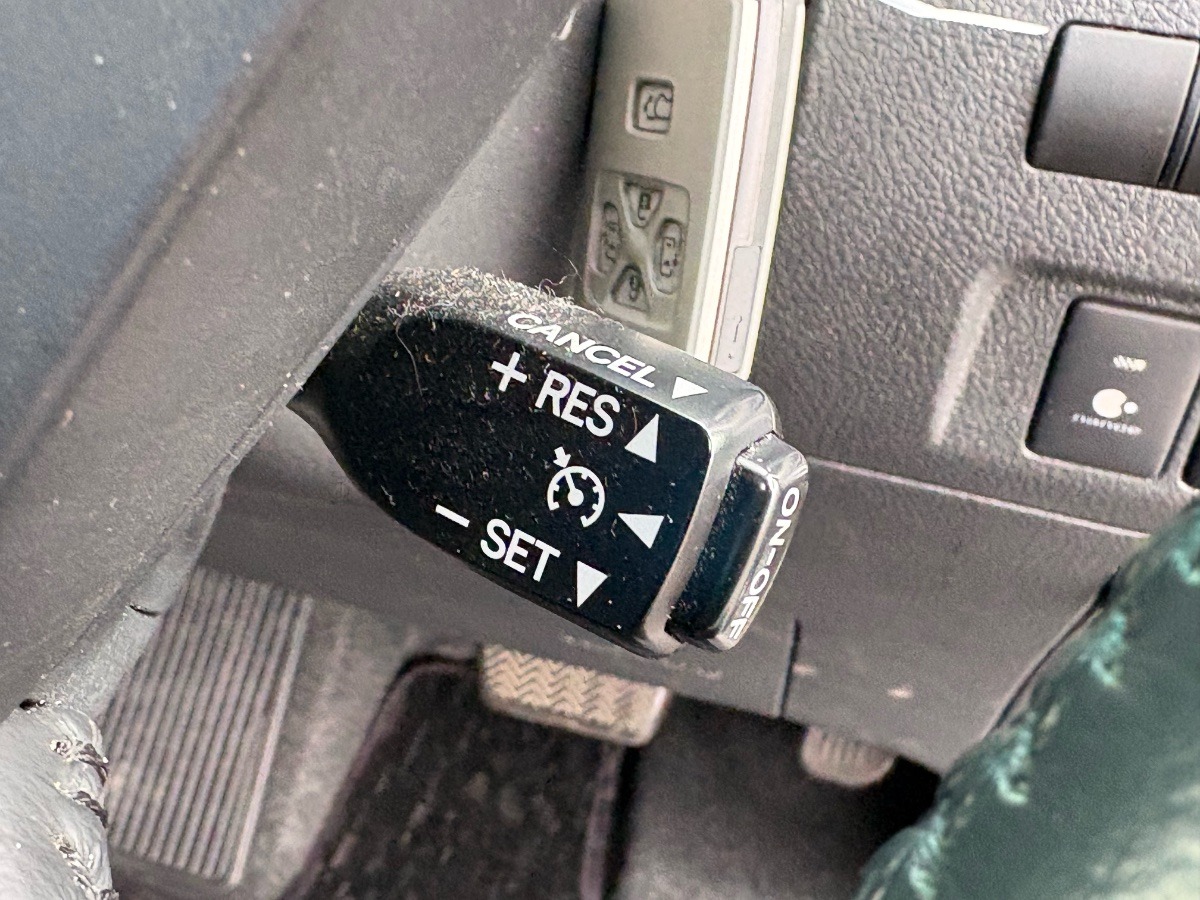 CANCEL
+ RES
- SET
ON-OFF